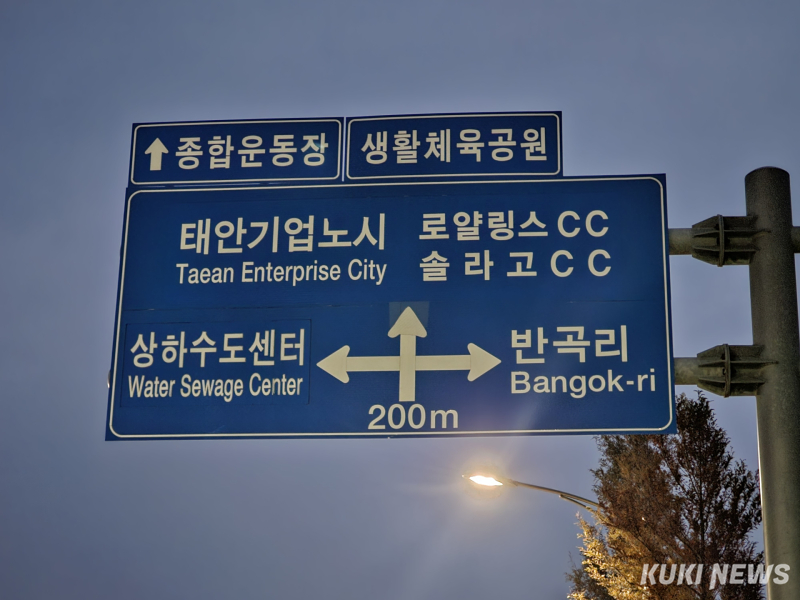 종합운동장
생활체육공원
태안기업노시
Taean Enterprise City
로얄링스CC
솔라고CC
상하수도센터
Water Sewage Center
반곡리
Bangok-ri
200m
KUKI NEWS